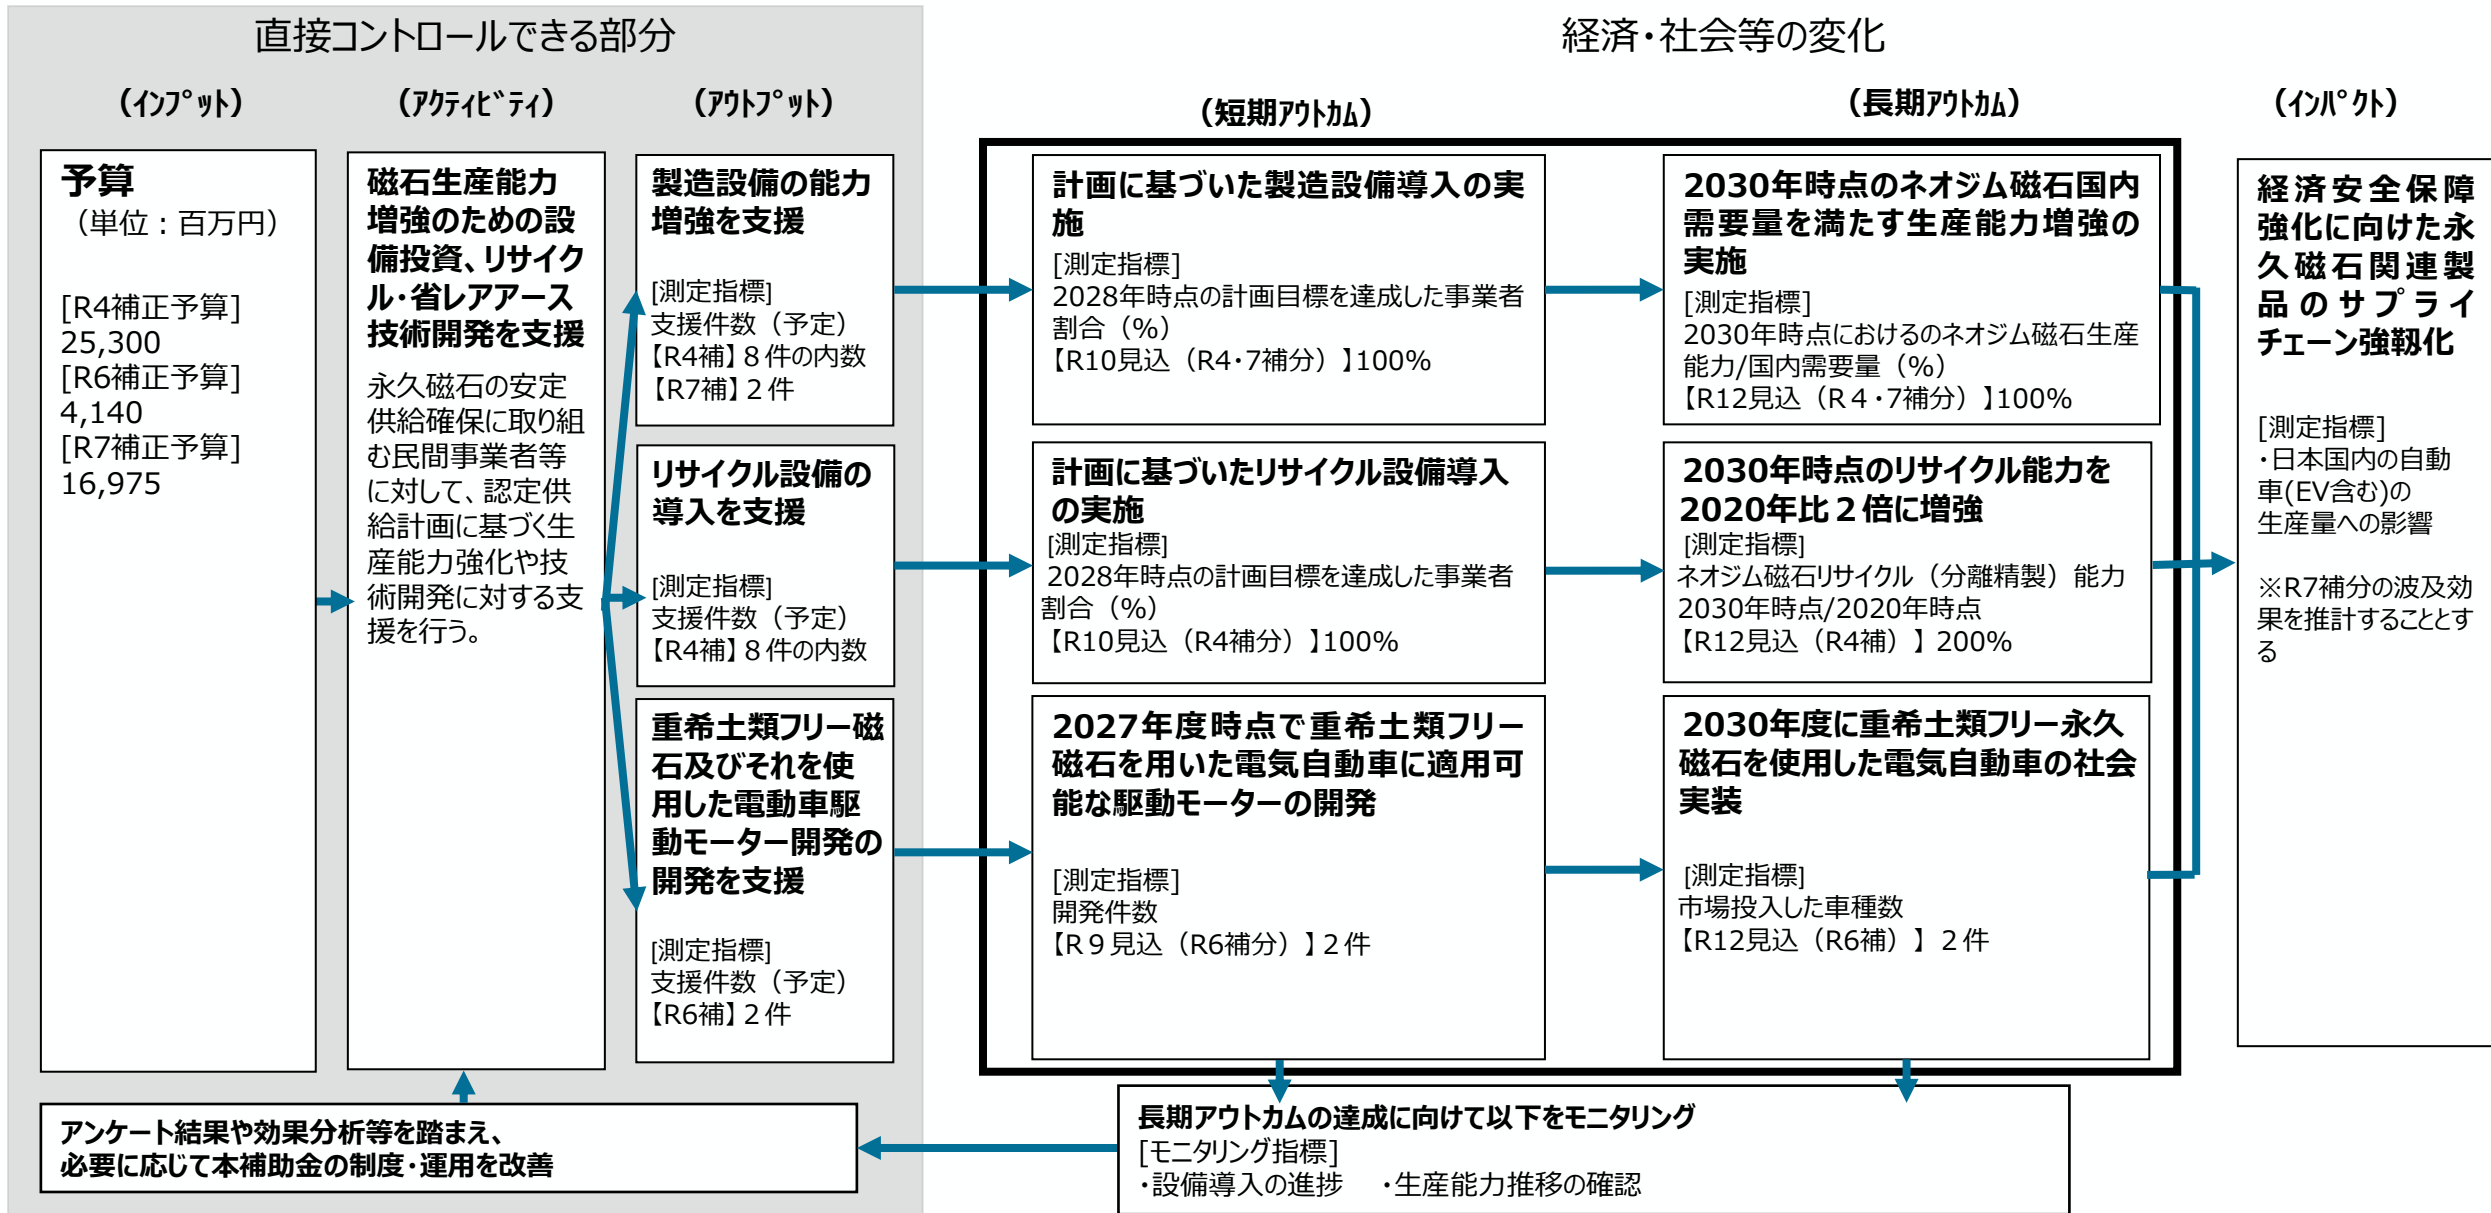 直接コントロールできる部分
経済・社会等の変化
(ｲﾝﾌﾟｯﾄ)
(ｱｸﾃｨﾋﾞﾃｨ)
(ｱｳﾄﾌﾟｯﾄ)
(短期ｱｳﾄｶﾑ)
(長期ｱｳﾄｶﾑ)
(ｲﾝﾊﾟｸﾄ)
予算
（単位：百万円）
[R4補正予算]
25,300
[R6補正予算]
4,140
[R7補正予算]
16,975
磁石生産能力
増強のための設
備投資、リサイク
ル・省レアアース
技術開発を支援
永久磁石の安定
供給確保に取り組
む民間事業者等
に対して、認定供
給計画に基づく生
産能力強化や技
術開発に対する支
援を行う。
製造設備の能力
増強を支援
[測定指標]
支援件数（予定）
【R4補】８件の内数
【R7補】２件
リサイクル設備の
導入を支援
[測定指標]
支援件数（予定）
【R4補】８件の内数
重希土類フリー磁
石及びそれを使
用した電動車駆
動モーター開発の
開発を支援
[測定指標]
支援件数（予定）
【R6補】２件
計画に基づいた製造設備導入の実
施
[測定指標]
2028年時点の計画目標を達成した事業者
割合（%）
【R10見込（R4・7補分）】100%
計画に基づいたリサイクル設備導入
の実施
[測定指標]
2028年時点の計画目標を達成した事業者
割合（%）
【R10見込（R4補分）】100%
2027年度時点で重希土類フリー
磁石を用いた電気自動車に適用可
能な駆動モーターの開発
[測定指標]
開発件数
【R９見込（R6補分）】２件
2030年時点のネオジム磁石国内
需要量を満たす生産能力増強の
実施
[測定指標]
2030年時点におけるのネオジム磁石生産
能力/国内需要量（%）
【R12見込（R４・7補分）】100%
2030年時点のリサイクル能力を
2020年比２倍に増強
[測定指標]
ネオジム磁石リサイクル（分離精製）能力
2030年時点/2020年時点
【R12見込（R4補）】200%
2030年度に重希土類フリー永久
磁石を使用した電気自動車の社会
実装
[測定指標]
市場投入した車種数
【R12見込（R6補）】２件
経済安全保障
強化に向けた永
久磁石関連製
品のサプライ
チェーン強靱化
[測定指標]
・日本国内の自動
車(EV含む)の
生産量への影響
※R7補分の波及効
果を推計することとす
る
アンケート結果や効果分析等を踏まえ、
必要に応じて本補助金の制度・運用を改善
長期アウトカムの達成に向けて以下をモニタリング
[モニタリング指標]
・設備導入の進捗　・生産能力推移の確認